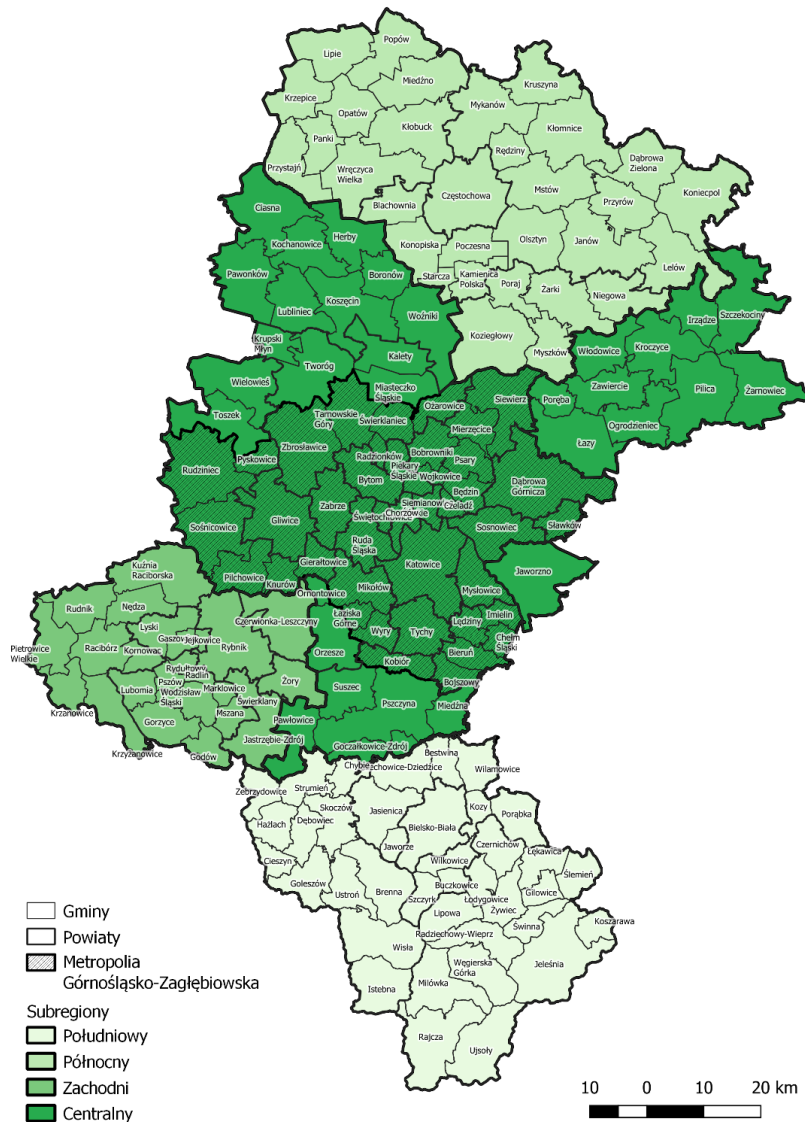 Popów
Lipie
Miedźno
Kruszyna
Krzepice
Mykanów
Opatów
Kłobuck
Kłomnice
Panki
Rędziny
Dąbrowa
Zielona
Przystajń
Wręczyca
Wielka
Częstochowa
Mstów
Koniecpol
Przyrów
Blachownia
Ciasna
Herby
Kochanowice
Konopiska
Poczesna
Olsztyn
Janów
Pawonków
Boronów
Starcza
Kamienica
Polska
Poraj
Żarki
Lelów
Niegowa
Koszęcin
Lubliniec
Woźniki
Szczekociny
Irządze
Krupski
Młyn
Koziegłowy
Włodowice
Kroczyce
Kalety
Myszków
Tworóg
Wielowieś
Miasteczko
Śląskie
Zawiercie
Pilica
Żarnowiec
Poręba
Siewierz
Ożarowice
Toszek
Tarnowskie
Góry
Świerklaniec
Mierzęcice
Ogrodzieniec
Łazy
Zbrosławice
Pyskowice
Radzionków
Bobrowniki
Psary
Piekary
Śląskie
Wojkowice
Rudziniec
Bytom
Będzin
Dąbrowa
Górnicza
Zabrze
Siemianow
Czeladź
Chorzów
Świętochłowice
Sośnicowice
Gliwice
Sosnowiec
Sławków
Ruda
Śląska
Gierałtowice
Katowice
Jaworzno
Kuźnia
Raciborska
Pilchowice
Knurów
Ornontowice
Mikołów
Mysłowice
Rudnik
Nędza
Łaziska
Górne
Wyry
Tychy
Lędziny
Imielin
Lyski
Czerwionka-Leszczyny
Gaszow
Jejkowice
Rybnik
Chełm
Śląski
Pietrowice
Wielkie
Racibórz
Kornowac
Orzesze
Kobiór
Bieruń
Rydułtowy
Radlin
Pszów
Bojszowy
Lubomia
Wodzisław
Śląski
Marklowice
Żory
Suszec
Świerklany
Pszczyna
Miedźna
Krzanowice
Gorzyce
Mszana
Pawłowice
Jastrzębie-Zdrój
Goczałkowice-Zdrój
Krzyżanowice
Godów
Bestwina
Chybie
echowice-Dziedzice
Wilamowice
Zebrzydowice
Strumień
Skoczów
Jasienica
Kozy
Porąbka
Hażlach
Dębowiec
Bielsko-Biała
Czernichów
Jaworze
Łękawica
Cieszyn
Wilkowice
Ślemień
Goleszów
Ustroń
Brenna
Buczkowice
Gilowice
Szczyrk
Łodygowice
Lipowa
Żywiec
Koszarawa
Radziechowy-Wieprz
Świnna
Wisła
Węgierska
Górka
Jeleśnia
Istebna
Milówka
Rajcza
Ujsoły
Gminy
Powiaty
Metropolia
Górnośląsko-Zagłębiowska
Subregiony
Południowy
Północny
Zachodni
Centralny
10 0 10 20 km